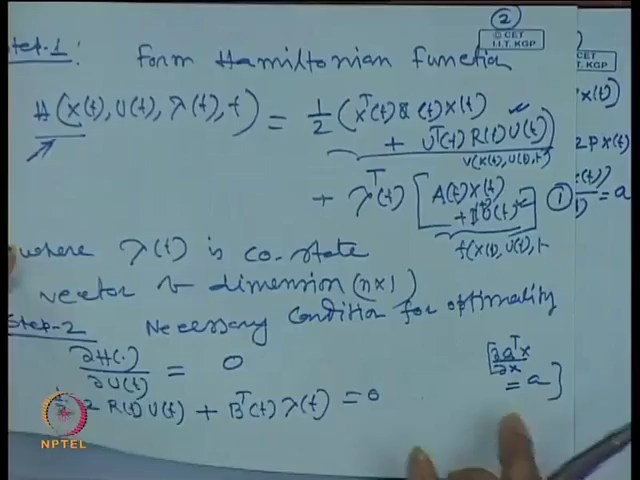 ②
© CET
I.I.T. KGP
Step-1: Form Hamiltonian Function
H(x(t), U(t), λ(t), t) = 1/2 (x^T(t) Q(t) x(t)
+ U^T(t) R(t) U(t))
V(x(t), U(t), t)
+ λ^T(t) [A(t) x(t) ①
+ B U(t)]
f(x(t), U(t), t
where λ(t) is co-state
vector of dimension (n×1)
Step-2 Necessary Condition for optimality
∂H(·)/∂U(t) = 0
[∂a^T x/∂x
= a]
2 R(t) U(t) + B^T(t) λ(t) = 0
NPTEL
CET
I.T. KGP
x(t))
2 P x(t)
= a